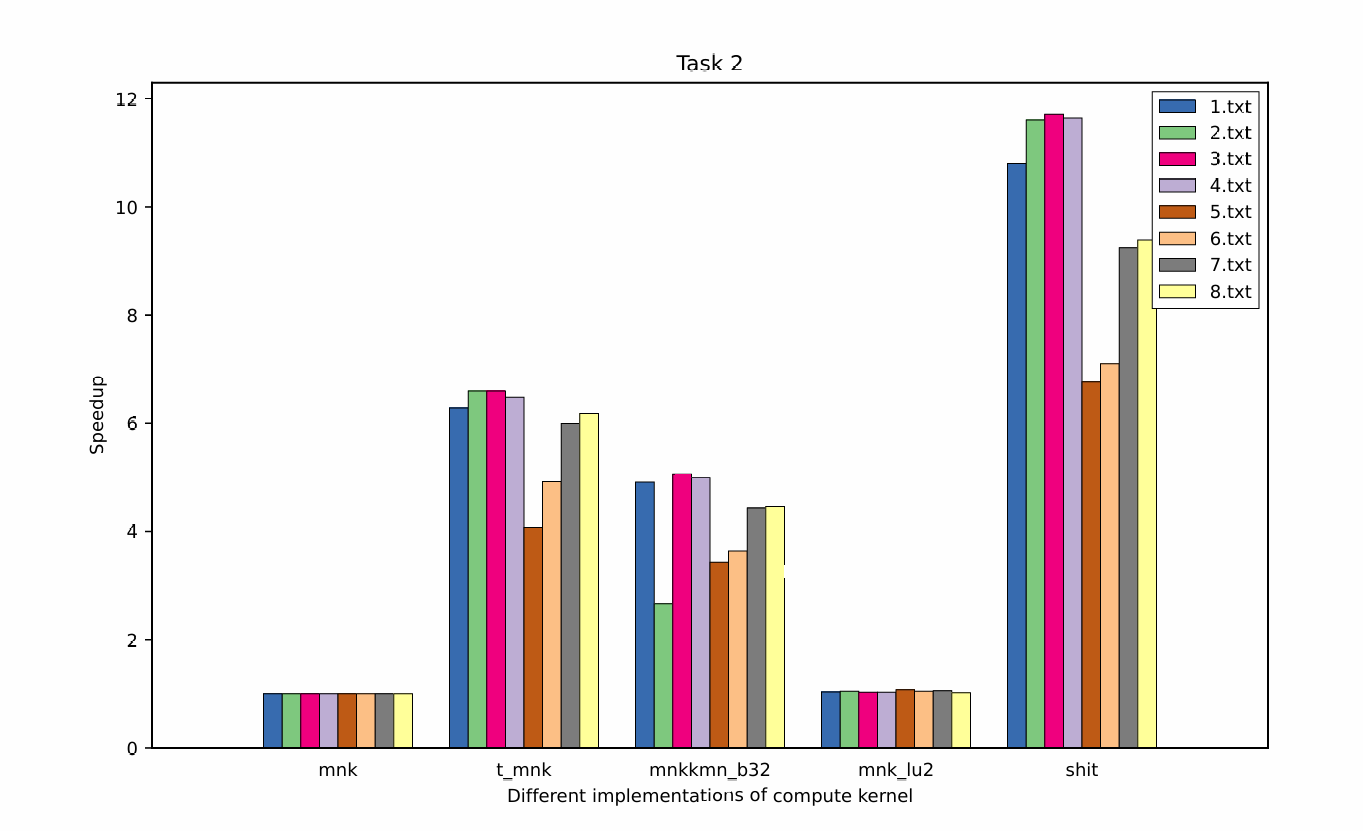 Task 2
12
10
8
6
4
2
0
Speedup
1.txt
2.txt
3.txt
4.txt
5.txt
6.txt
7.txt
8.txt
mnk t_mnk mnkkmn_b32 mnk_lu2 shit
Different implementations of compute kernel